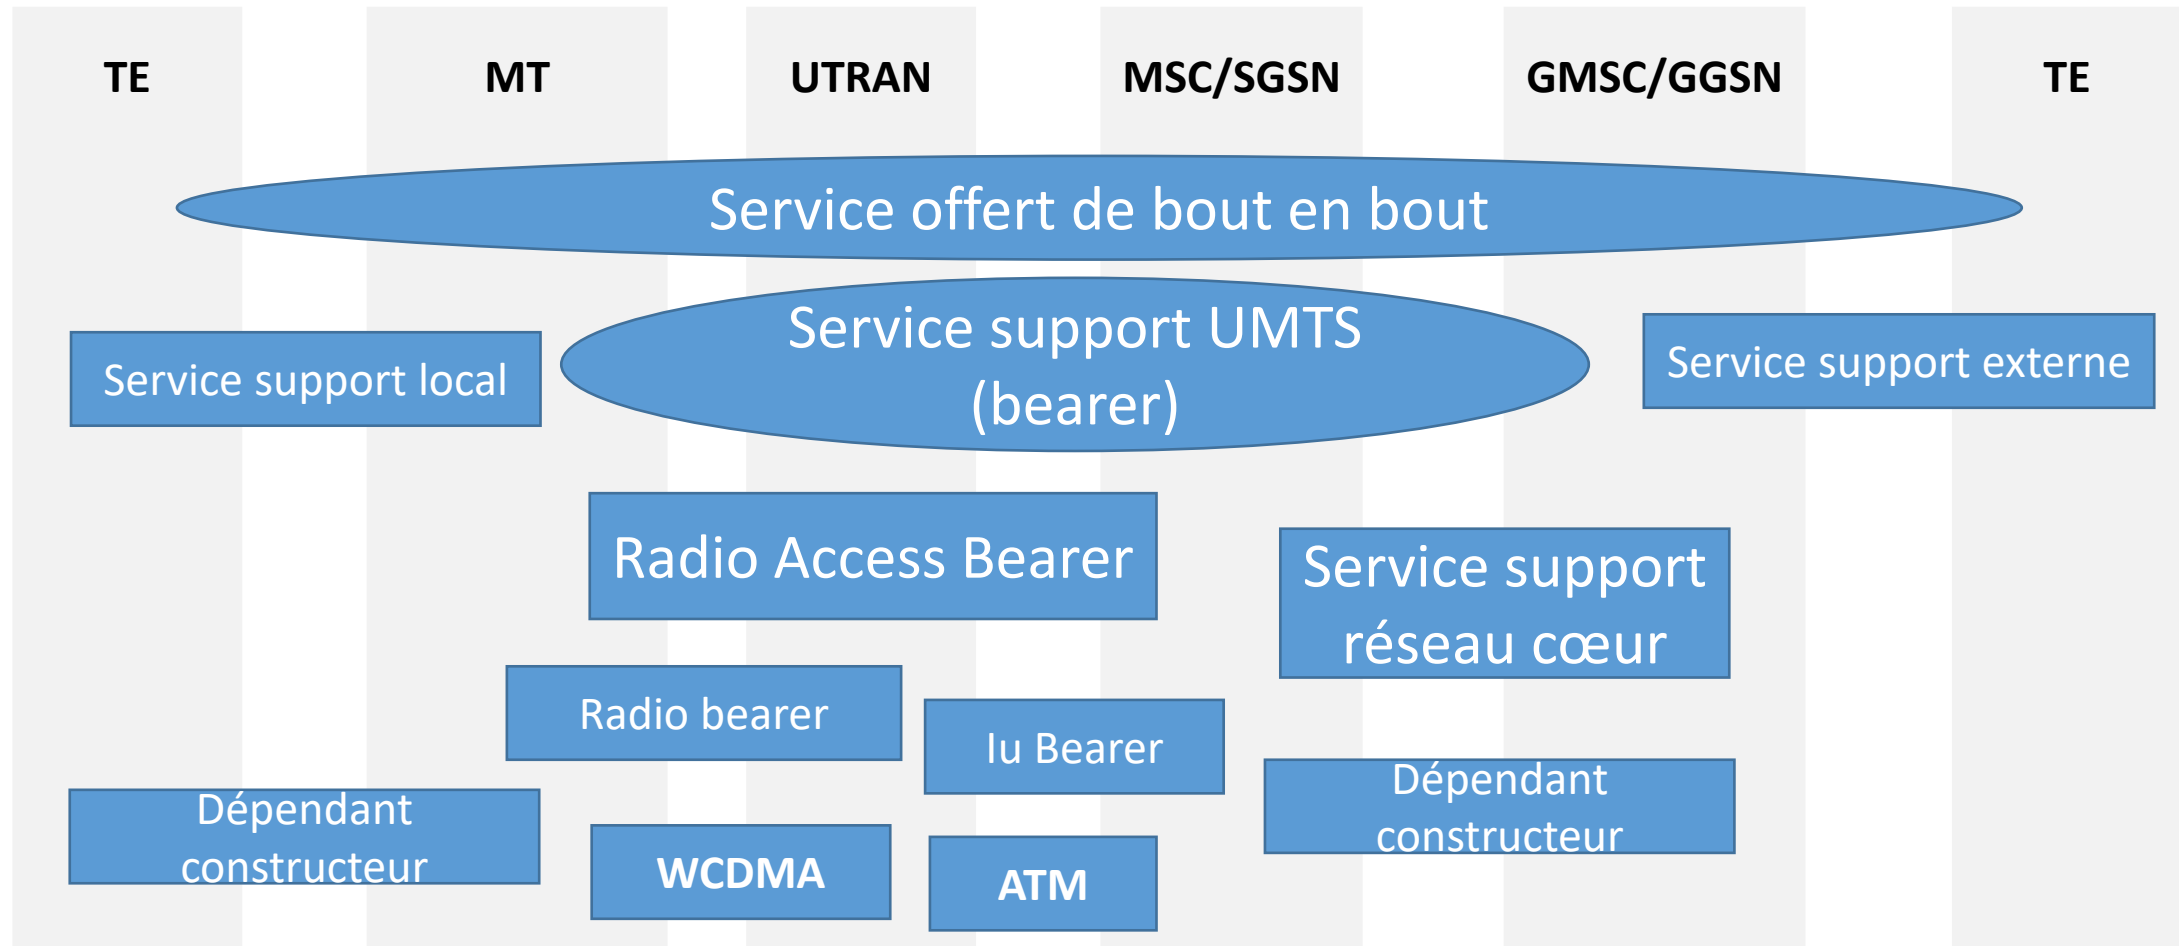 TE
MT
UTRAN
MSC/SGSN
GMSC/GGSN
TE
Service offert de bout en bout
Service support UMTS
(bearer)
Service support local
Service support externe
Radio Access Bearer
Service support
réseau cœur
Radio bearer
Iu Bearer
Dépendant
constructeur
Dépendant
constructeur
WCDMA
ATM